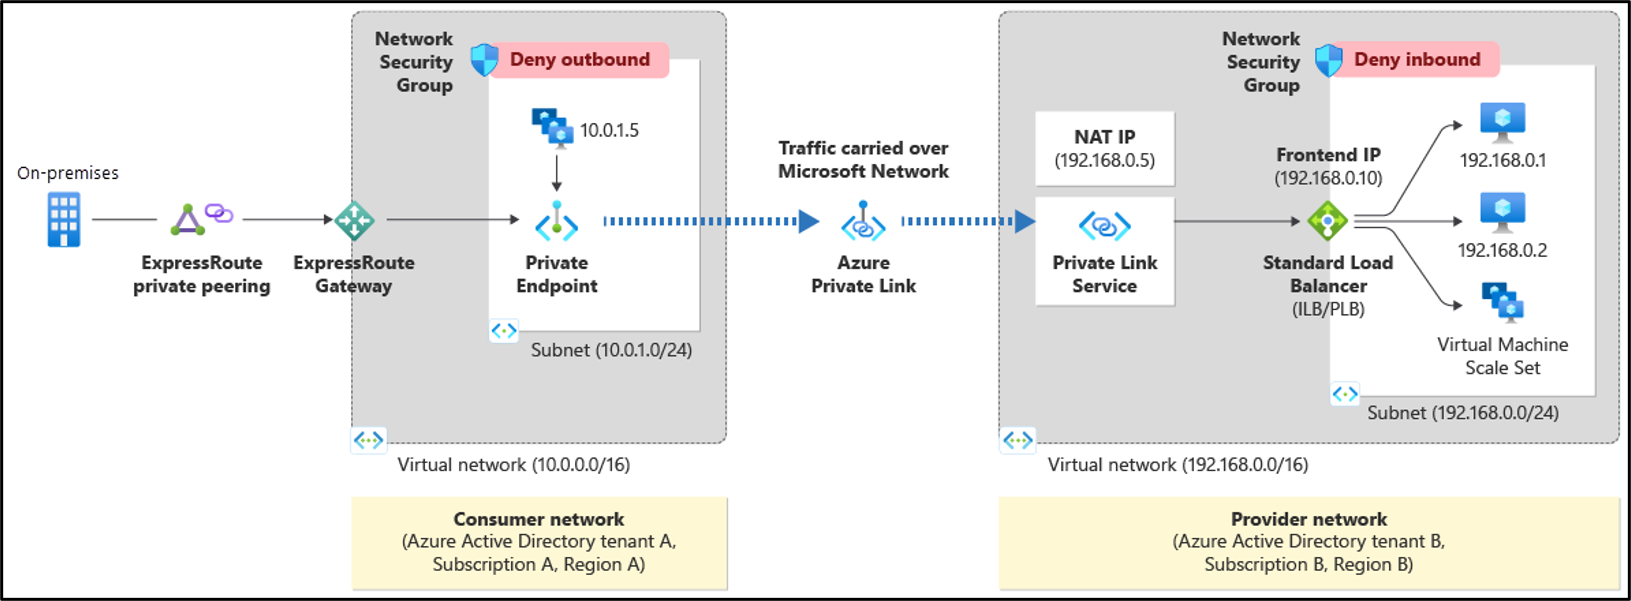 On-premises
ExpressRoute
private peering
ExpressRoute
Gateway
Network
Security
Group
Deny outbound
10.0.1.5
Private
Endpoint
Subnet (10.0.1.0/24)
Virtual network (10.0.0.0/16)
Consumer network
(Azure Active Directory tenant A,
Subscription A, Region A)
Traffic carried over
Microsoft Network
Azure
Private Link
NAT IP
(192.168.0.5)
Private Link
Service
Network
Security
Group
Deny inbound
Frontend IP
(192.168.0.10)
Standard Load
Balancer
(ILB/PLB)
192.168.0.1
192.168.0.2
Virtual Machine
Scale Set
Subnet (192.168.0.0/24)
Virtual network (192.168.0.0/16)
Provider network
(Azure Active Directory tenant B,
Subscription B, Region B)